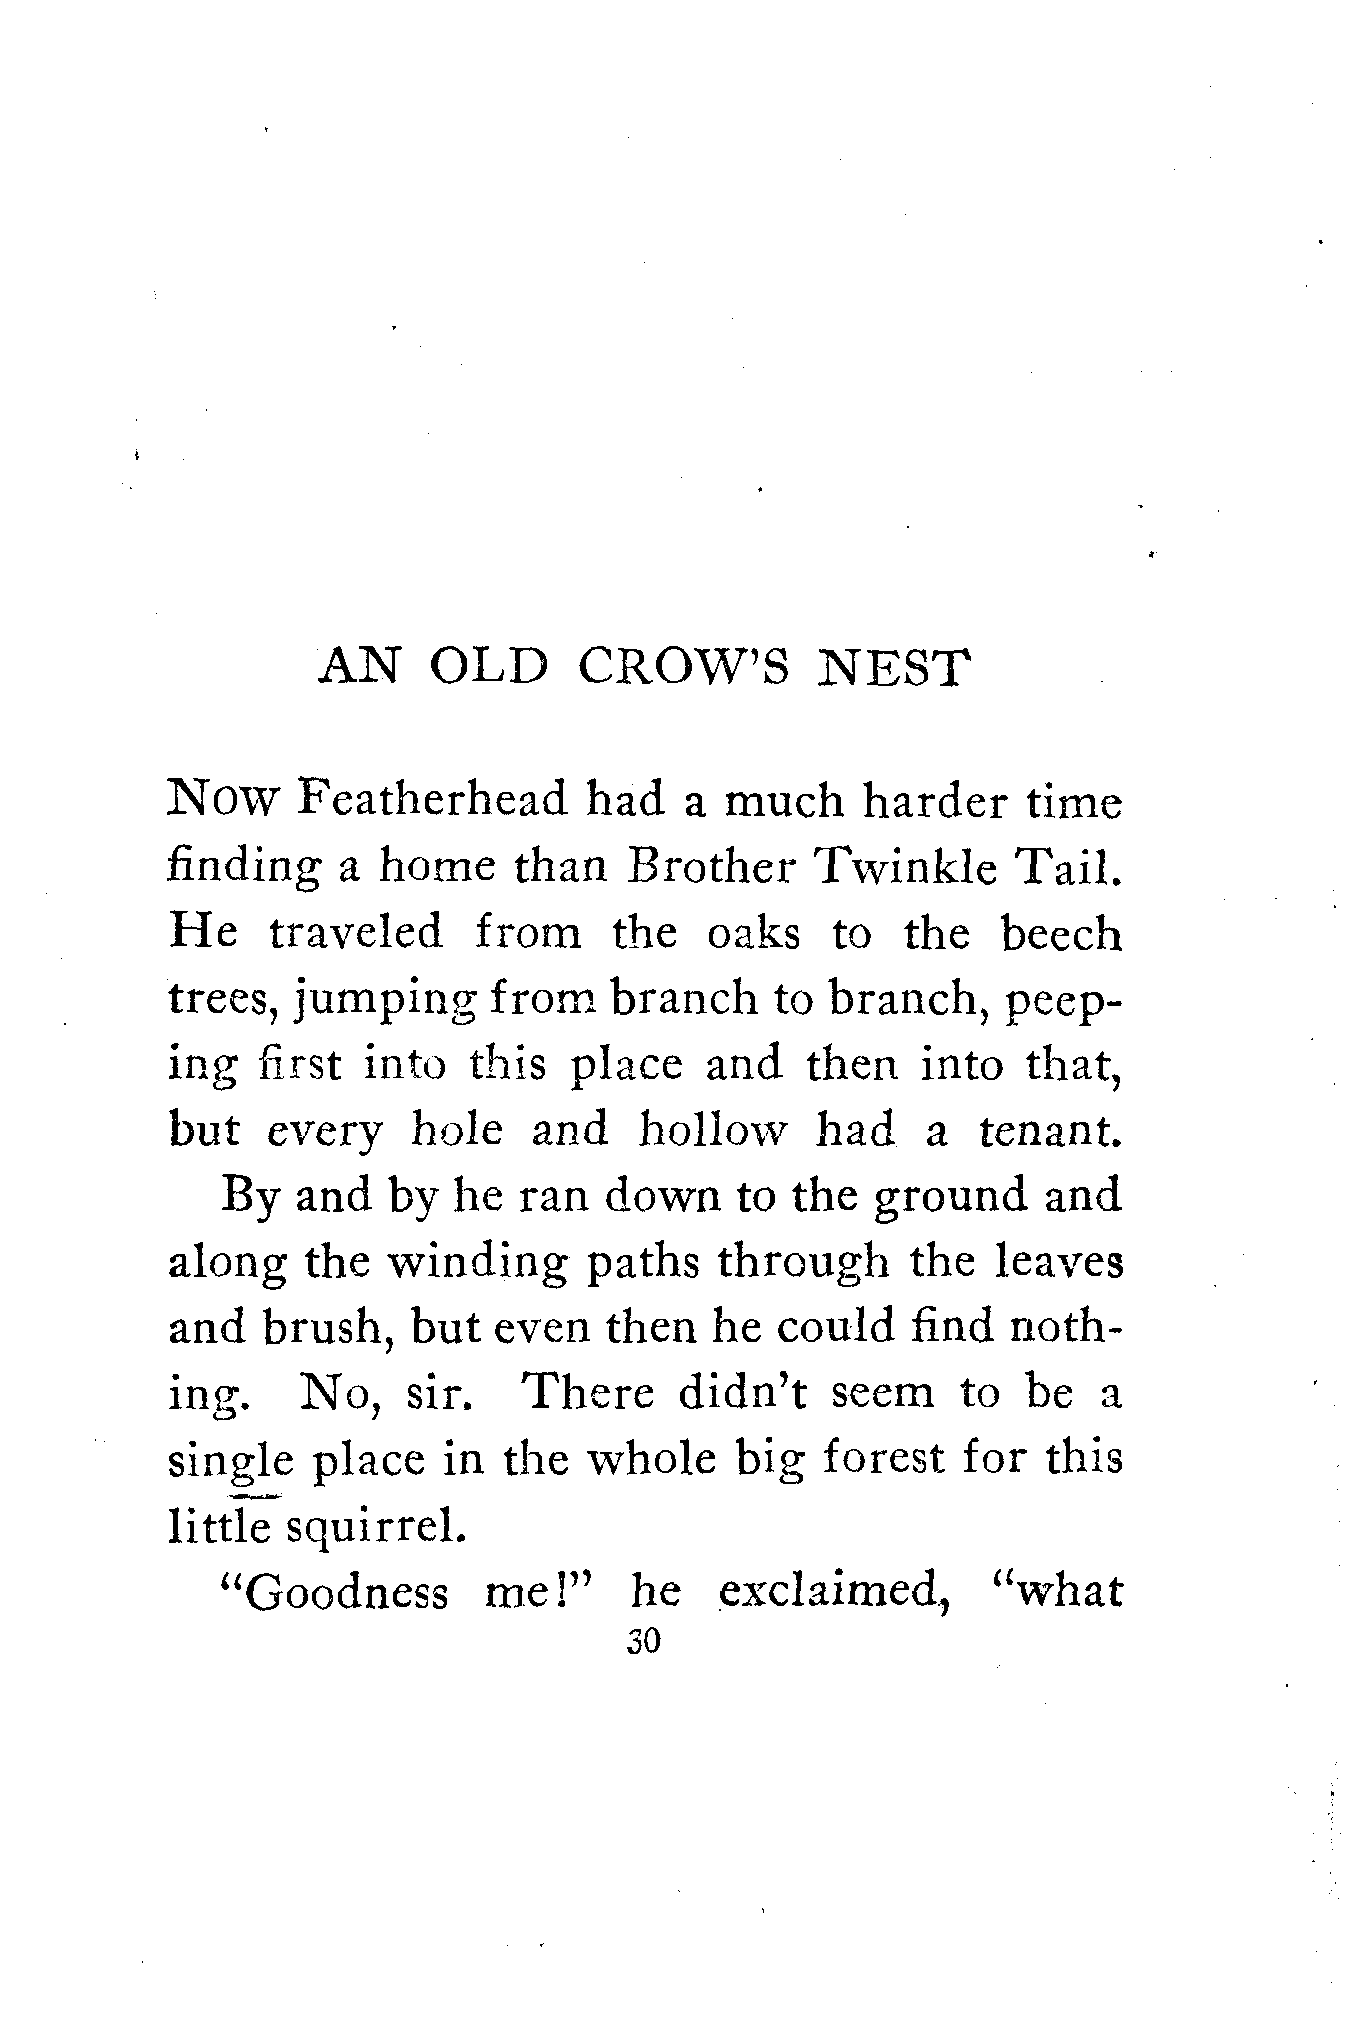 AN OLD CROW'S NEST
Now Featherhead had a much harder time
finding a home than Brother Twinkle Tail.
He traveled from the oaks to the beech
trees, jumping from branch to branch, peep-
ing first into this place and then into that,
but every hole and hollow had a tenant.
By and by he ran down to the ground and
along the winding paths through the leaves
and brush, but even then he could find noth-
ing. No, sir. There didn't seem to be a
single place in the whole big forest for this
little squirrel.
"Goodness me!" he exclaimed, "what
30